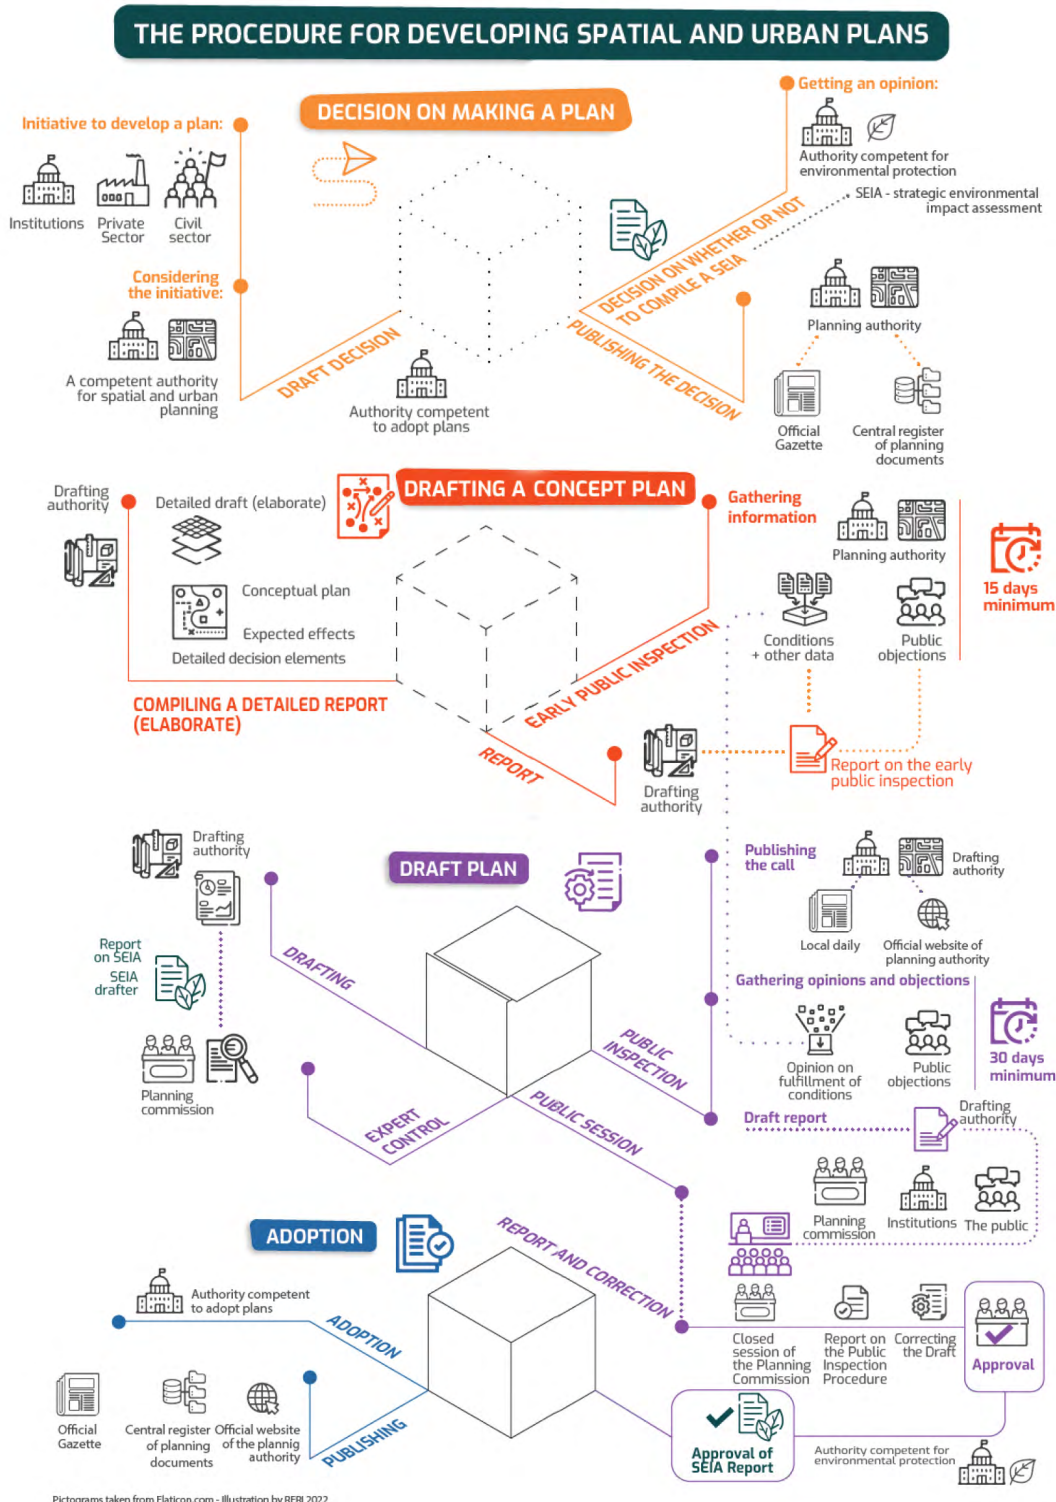 THE PROCEDURE FOR DEVELOPING SPATIAL AND URBAN PLANS
DECISION ON MAKING A PLAN
Initiative to develop a plan:
Institutions
Private
Sector
Civil
sector
Considering
the initiative:
A competent authority
for spatial and urban
planning
DRAFT DECISION
Authority competent
to adopt plans
Getting an opinion:
Authority competent for
environmental protection
SEIA - strategic environmental
impact assessment
DECISION ON WHETHER OR NOT
TO COMPILE A SEIA
PUBLISHING THE DECISION
Planning authority
Official
Gazette
Central register
of planning
documents
DRAFTING A CONCEPT PLAN
Drafting
authority
Detailed draft (elaborate)
Conceptual plan
Expected effects
Detailed decision elements
COMPILING A DETAILED REPORT
(ELABORATE)
EARLY PUBLIC INSPECTION
Gathering
information
Planning authority
15 days
minimum
Conditions
+ other data
Public
objections
REPORT
Drafting
authority
Report on the early
public inspection
DRAFT PLAN
Drafting
authority
Report
on SEIA
SEIA
drafter
Planning
commission
DRAFTING
EXPERT
CONTROL
PUBLIC
INSPECTION
PUBLIC SESSION
Publishing
the call
Drafting
authority
Local daily
Official website of
planning authority
Gathering opinions and objections
Opinion on
fulfillment of
conditions
Public
objections
30 days
minimum
Draft report
Drafting
authority
Planning
commission
Institutions
The public
REPORT AND CORRECTION
Closed
session of
the Planning
Commission
Report on
the Public
Inspection
Procedure
Correcting
the Draft
Approval
Approval of
SEIA Report
Authority competent for
environmental protection
ADOPTION
Authority competent
to adopt plans
ADOPTION
Official
Gazette
Central register
of planning
documents
Official website
of the plannig
authority
PUBLISHING
Pictograms taken from Flaticon.com - Illustration by RERI 2022